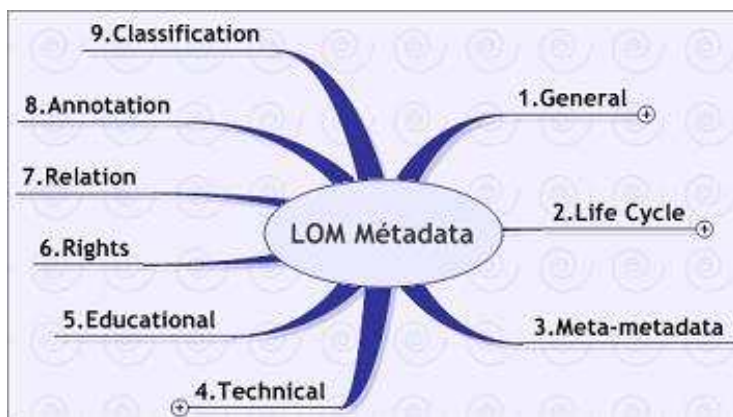 9.Classification
8.Annotation
1.General
7.Relation
LOM Métadata
2.Life Cycle
6.Rights
5.Educational
3.Meta-metadata
4.Technical